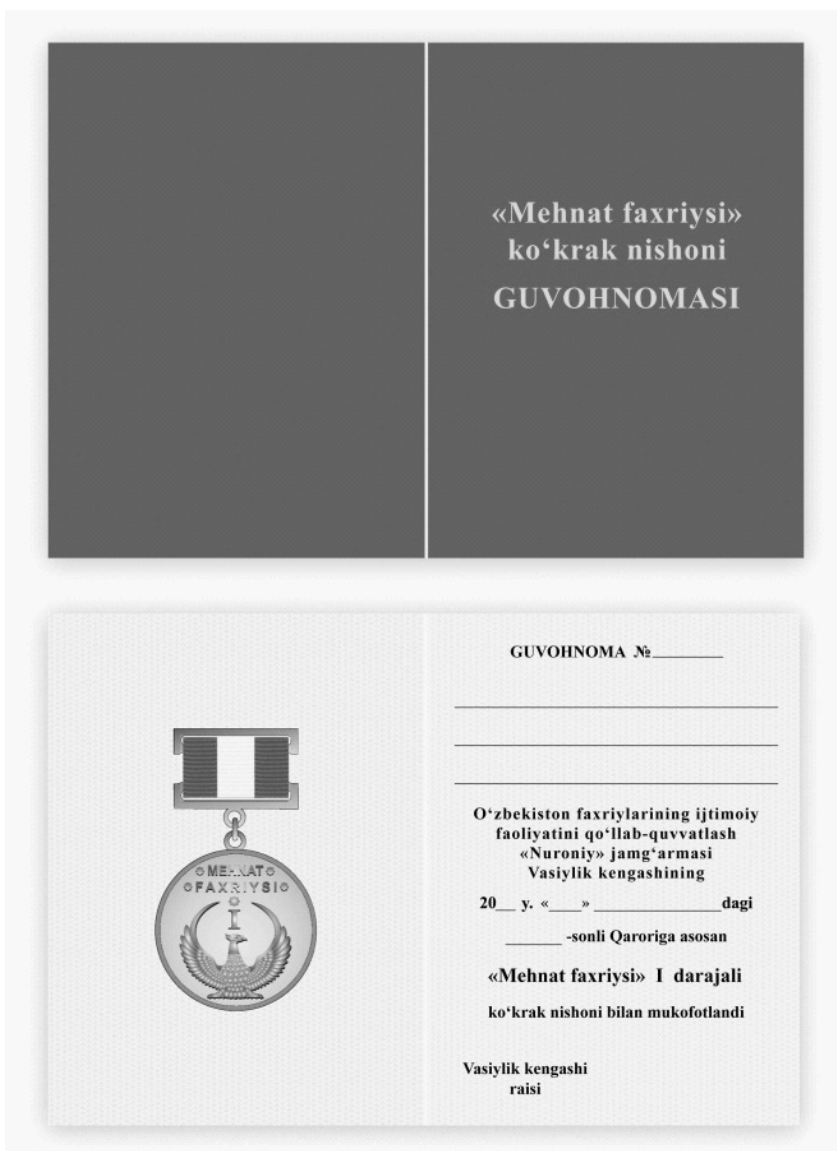 «Mehnat faxriysi»
ko‘krak nishoni
GUVOHNOMASI
MEHNAT
FAXRIYSI
I
GUVOHNOMA №________
O‘zbekiston faxriylarining ijtimoiy
faoliyatini qo‘llab-quvvatlash
«Nuroniy» jamg‘armasi
Vasiylik kengashining
20__ y. «____» ________________dagi
_______ -sonli Qaroriga asosan
«Mehnat faxriysi» I darajali
ko‘krak nishoni bilan mukofotlandi
Vasiylik kengashi
raisi